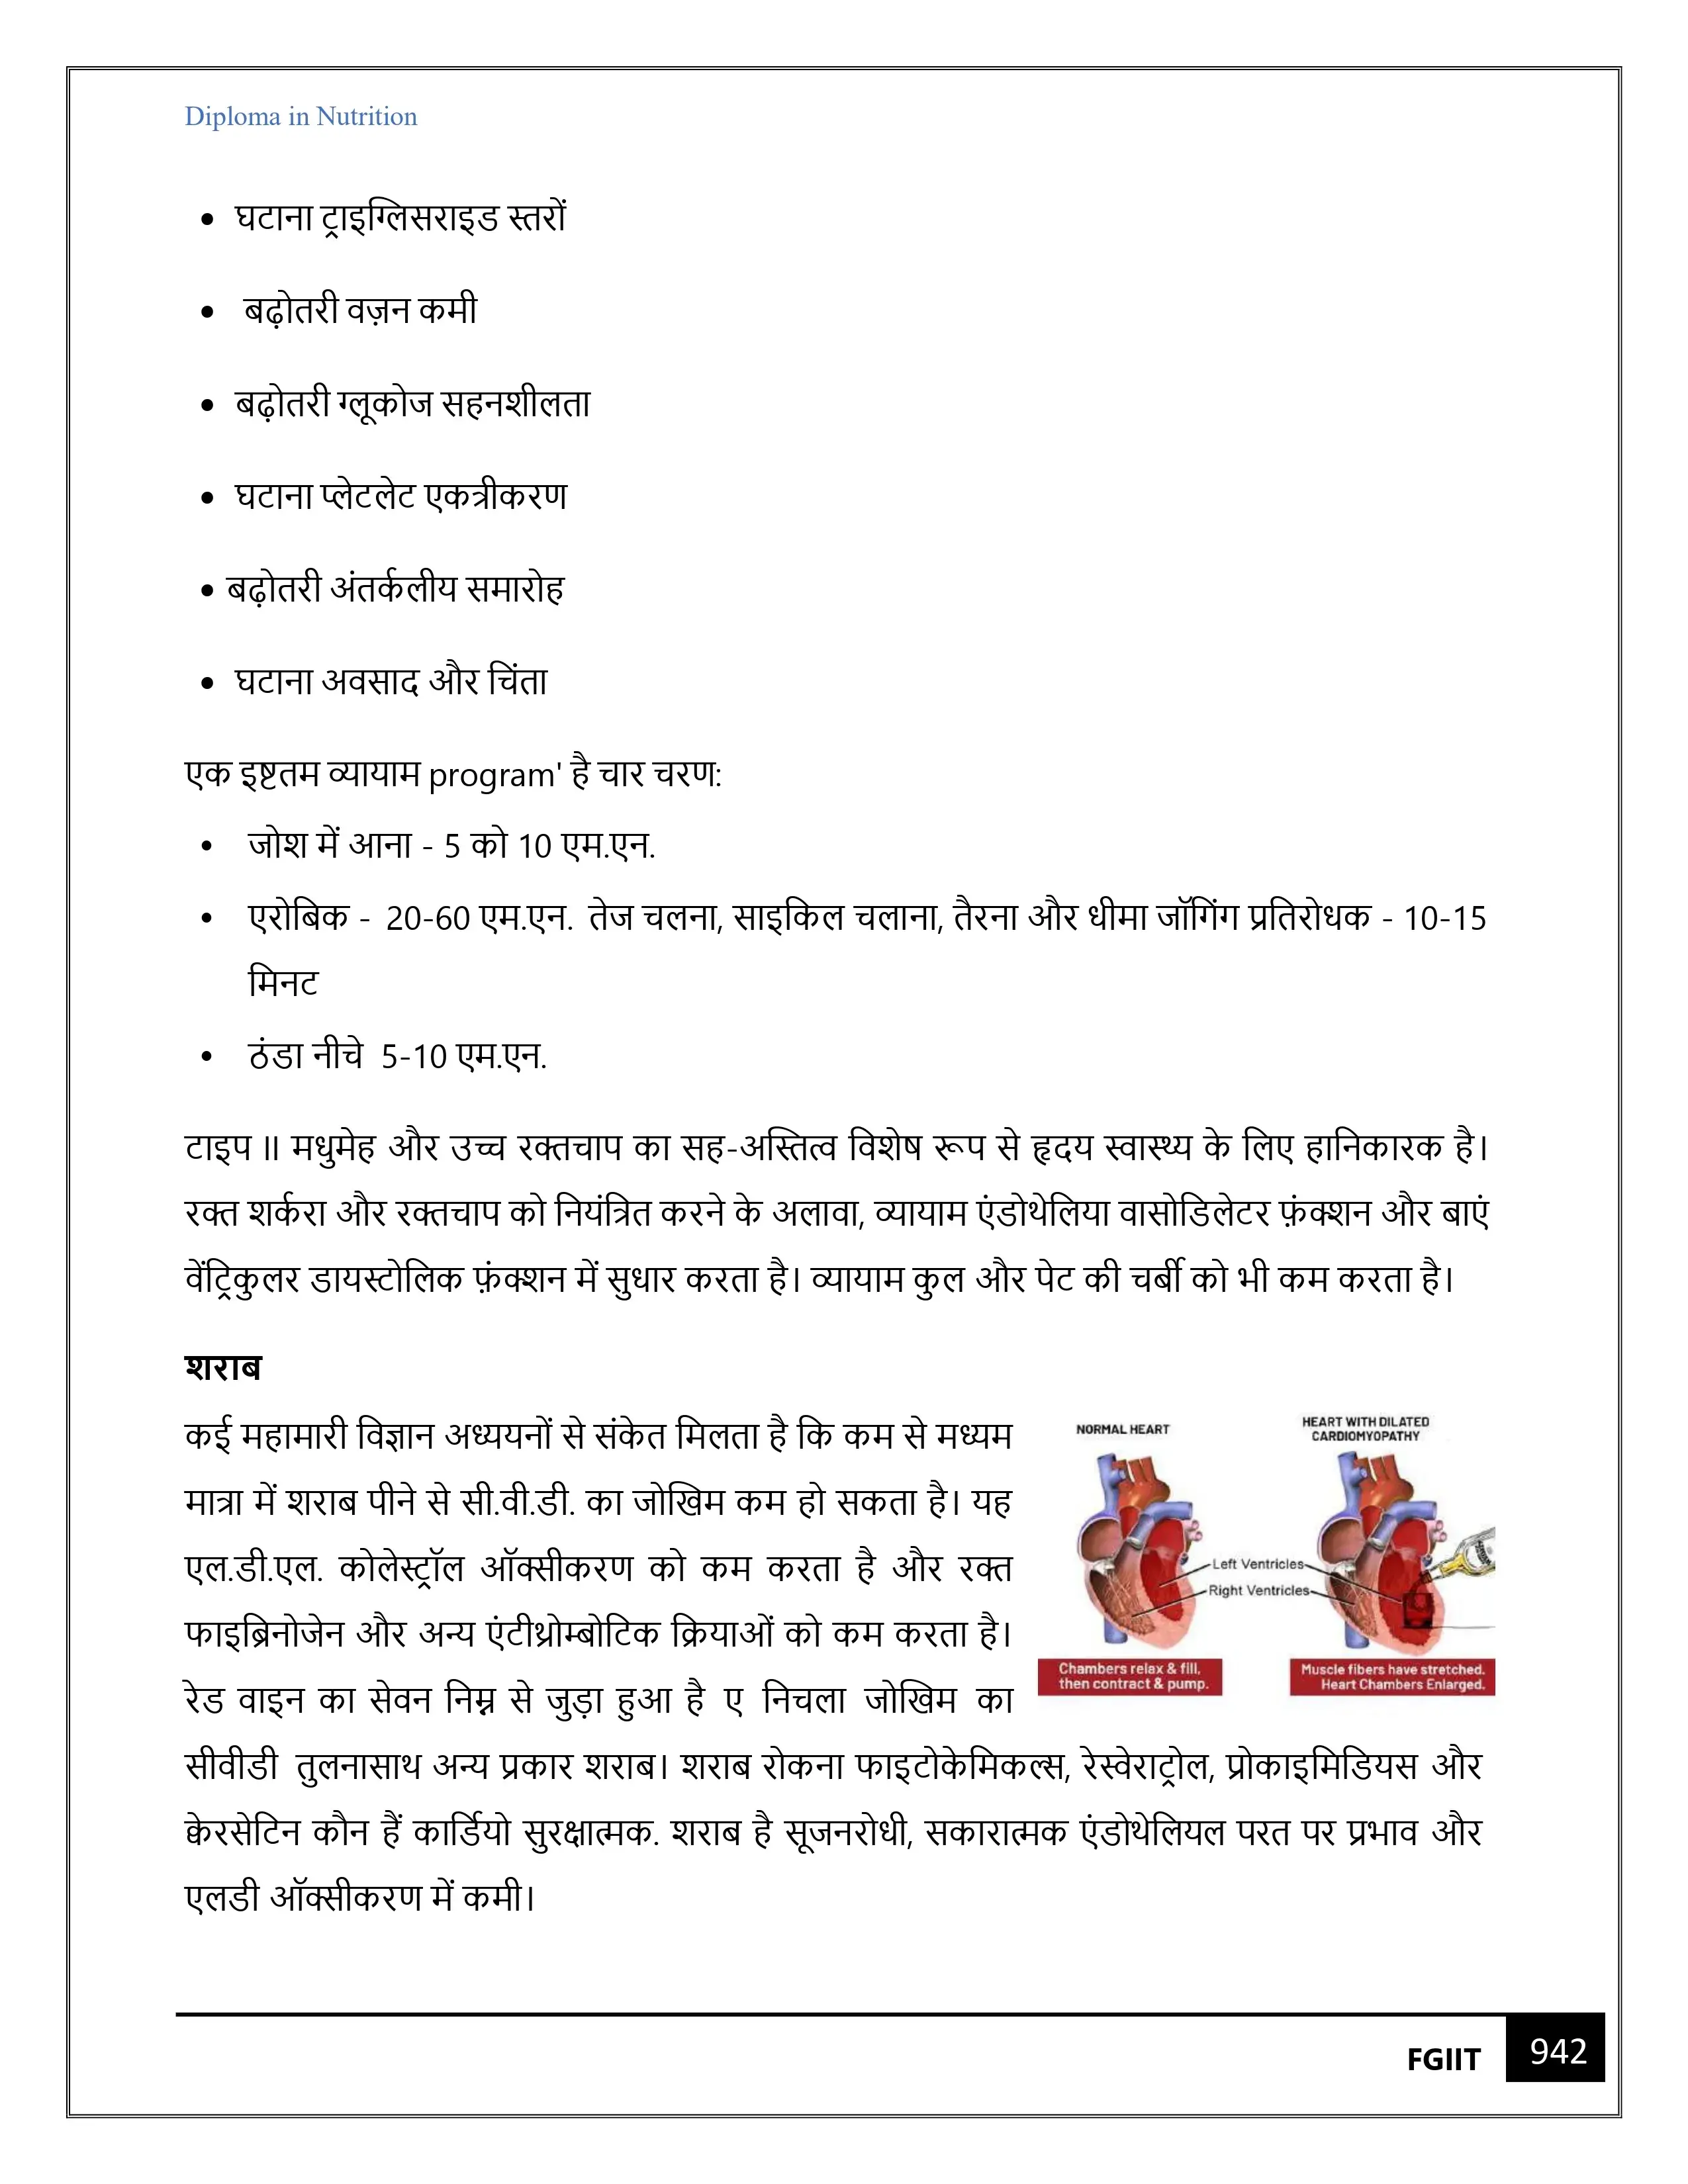 Diploma in Nutrition
• घटाना ट्राइग्लिसराइड स्तरों
• बढ़ोतरी वज़न कमी
• बढ़ोतरी ग्लूकोज सहनशीलता
• घटाना प्लेटलेट एकत्रीकरण
• बढ़ोतरी अंतर्कलीय समारोह
• घटाना अवसाद और चिंता
एक इष्टतम व्यायाम program' है चार चरण:
• जोश में आना - 5 को 10 एम.एन.
• एरोबिक - 20-60 एम.एन. तेज चलना, साइकिल चलाना, तैरना और धीमा जॉगिंग प्रतिरोधक - 10-15
मिनट
• ठंडा नीचे 5-10 एम.एन.
टाइप II मधुमेह और उच्च रक्तचाप का सह-अस्तित्व विशेष रूप से हृदय स्वास्थ्य के लिए हानिकारक है।
रक्त शर्करा और रक्तचाप को नियंत्रित करने के अलावा, व्यायाम एंडोथेलिया वासोडिलेटर फ़ंक्शन और बाएं
वेंट्रिकुलर डायस्टोलिक फ़ंक्शन में सुधार करता है। व्यायाम कुल और पेट की चर्बी को भी कम करता है।
शराब
कई महामारी विज्ञान अध्ययनों से संकेत मिलता है कि कम से मध्यम
मात्रा में शराब पीने से सी.वी.डी. का जोखिम कम हो सकता है। यह
एल.डी.एल. कोलेस्ट्रॉल ऑक्सीकरण को कम करता है और रक्त
फाइब्रिनोजेन और अन्य एंटीथ्रोम्बोटिक क्रियाओं को कम करता है।
रेड वाइन का सेवन निम्न से जुड़ा हुआ है ए निचला जोखिम का
सीवीडी तुलनासाथ अन्य प्रकार शराब। शराब रोकना फाइटोकेमिकल्स, रेस्वेराट्रोल, प्रोकाइमिडियस और
क्वेरसेटिन कौन हैं कार्डियो सुरक्षात्मक. शराब है सूजनरोधी, सकारात्मक एंडोथेलियल परत पर प्रभाव और
एलडी ऑक्सीकरण में कमी।
NORMAL HEART
HEART WITH DILATED
CARDIOMYOPATHY
Left Ventricles
Right Ventricles
Chambers relax & fill,
then contract & pump.
Muscle fibers have stretched.
Heart Chambers Enlarged.
FGIIT 942